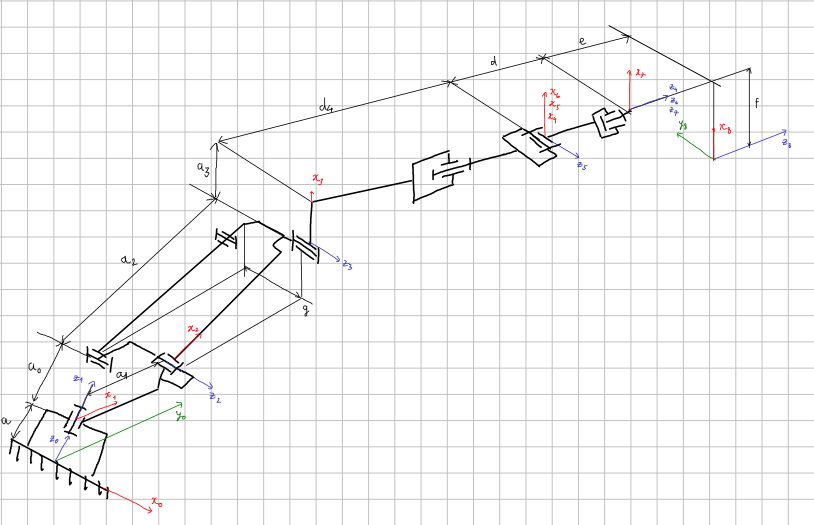 e
d
d₄
f
x₇
z₄
z₆
z₇
x₆
x₅
x₄
y₈
x₈
z₈
z₅
a₃
x₃
z₃
a₂
g
x₂
a₁
z₂
a₀
z₁
x₁
y₀
a
z₀
x₀